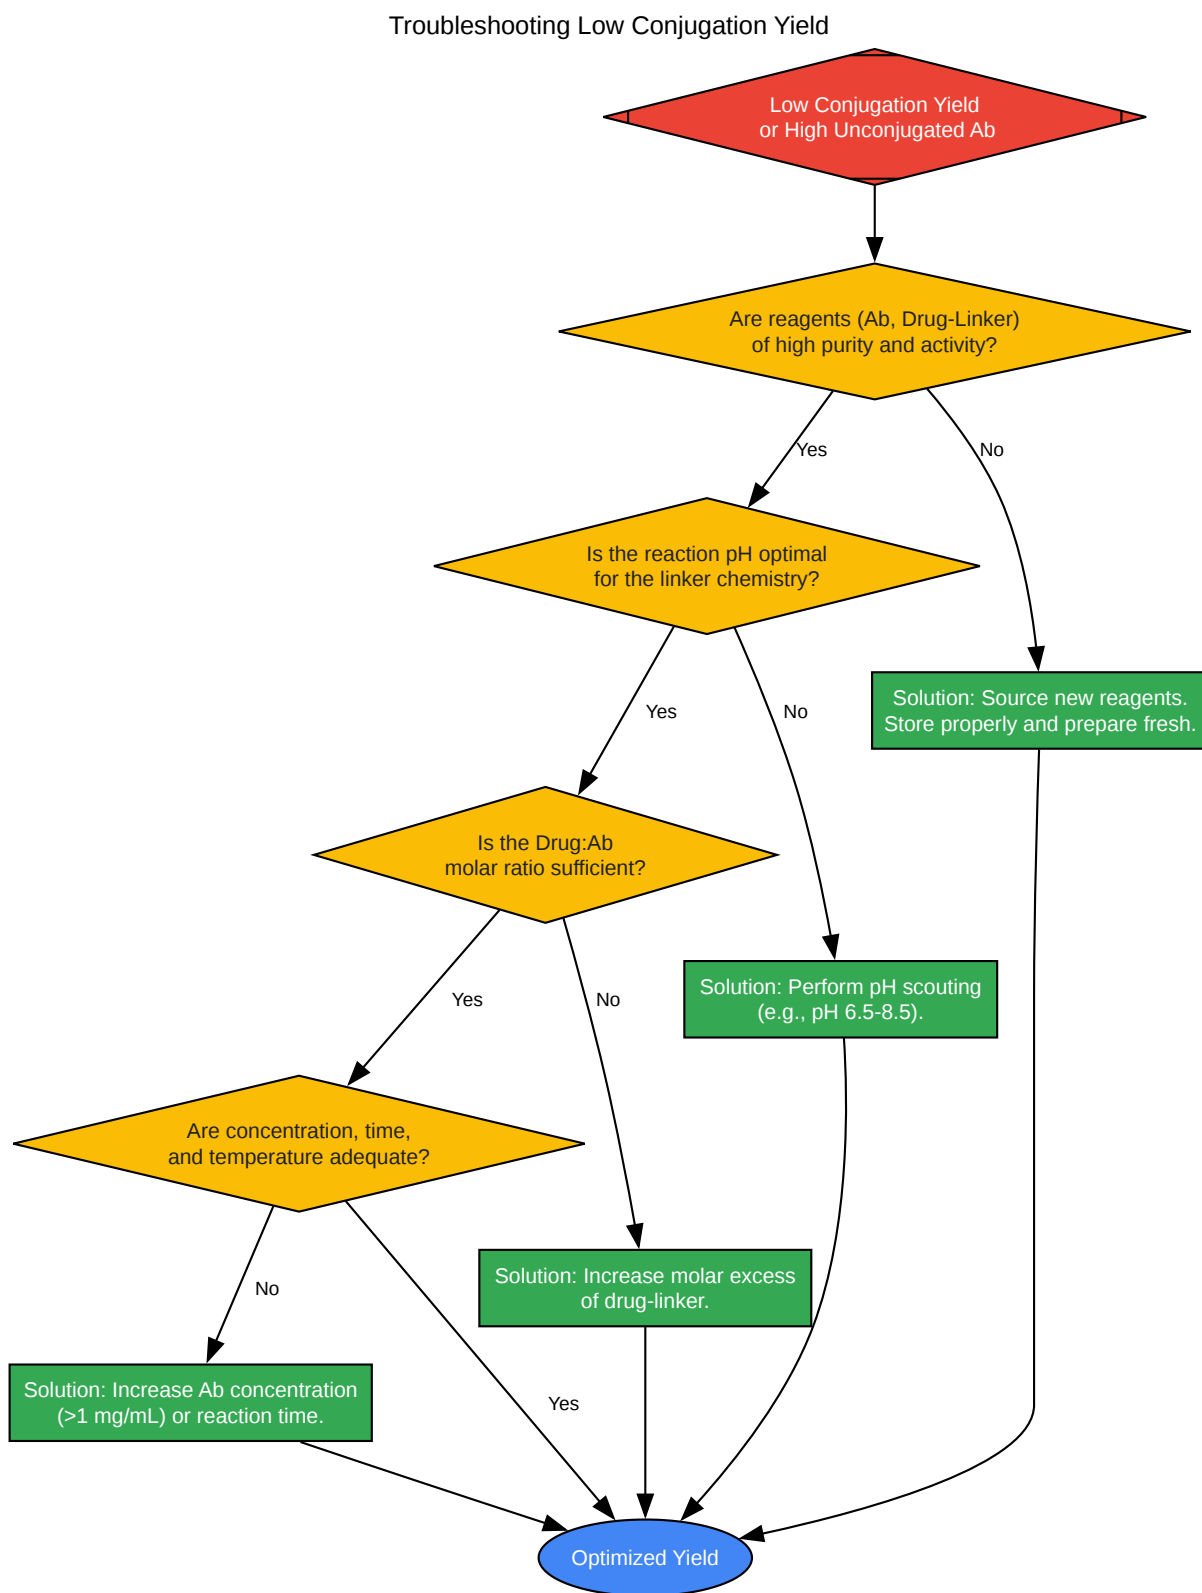 Troubleshooting Low Conjugation Yield
Low Conjugation Yield
or High Unconjugated Ab
Are reagents (Ab, Drug-Linker)
of high purity and activity?
Yes
No
Is the reaction pH optimal
for the linker chemistry?
Solution: Source new reagents.
Store properly and prepare fresh.
Yes
No
Is the Drug:Ab
molar ratio sufficient?
Solution: Perform pH scouting
(e.g., pH 6.5-8.5).
Yes
No
Are concentration, time,
and temperature adequate?
Solution: Increase molar excess
of drug-linker.
No
Yes
Solution: Increase Ab concentration
(>1 mg/mL) or reaction time.
Optimized Yield